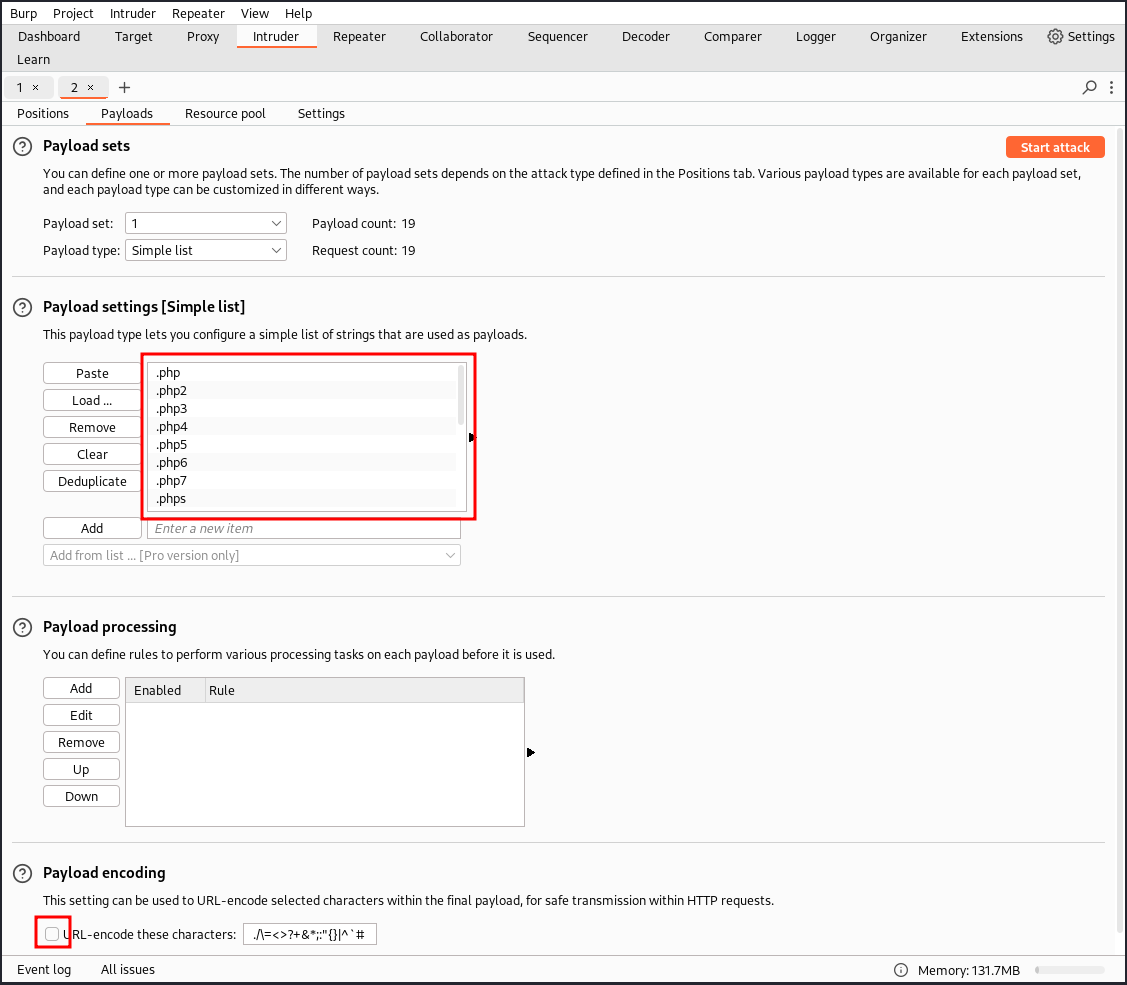 Burp Project Intruder Repeater View Help
Dashboard Target Proxy Intruder Repeater Collaborator Sequencer Decoder Comparer Logger Organizer Extensions Settings
Learn
1 × 2 × +
Positions Payloads Resource pool Settings
? Payload sets Start attack
You can define one or more payload sets. The number of payload sets depends on the attack type defined in the Positions tab. Various payload types are available for each payload set,
and each payload type can be customized in different ways.
Payload set: 1 Payload count: 19
Payload type: Simple list Request count: 19
? Payload settings [Simple list]
This payload type lets you configure a simple list of strings that are used as payloads.
Paste .php
.php2
Load ... .php3
Remove .php4
.php5
Clear .php6
Deduplicate .php7
.phps
Add Enter a new item
Add from list ... [Pro version only]
? Payload processing
You can define rules to perform various processing tasks on each payload before it is used.
Add Enabled Rule
Edit
Remove
Up
Down
? Payload encoding
This setting can be used to URL-encode selected characters within the final payload, for safe transmission within HTTP requests.
URL-encode these characters: ./\=<>?+&*;:"{}|^`#
Event log All issues Memory: 131.7MB